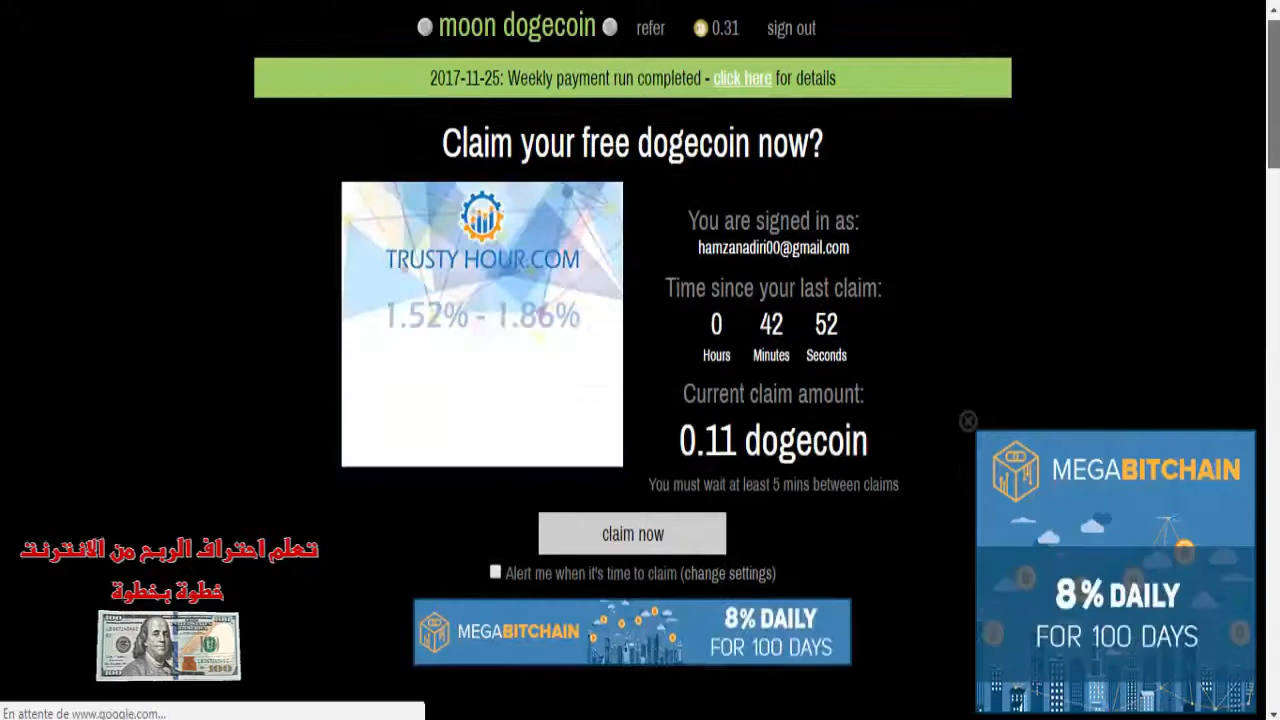 moon dogecoin refer 0.31 sign out
2017-11-25: Weekly payment run completed - click here for details
Claim your free dogecoin now?
TRUSTY HOUR.COM
1.52% - 1.86%
You are signed in as:
hamzanadiri00@gmail.com
Time since your last claim:
0 42 52
Hours Minutes Seconds
Current claim amount:
0.11 dogecoin
You must wait at least 5 mins between claims
claim now
Alert me when it's time to claim (change settings)
MEGABITCHAIN
8% DAILY
FOR 100 DAYS
MEGABITCHAIN
8% DAILY
FOR 100 DAYS
تعلم احتراف الربح من الانترنت
خطوة بخطوة
100
100
En attente de www.google.com...